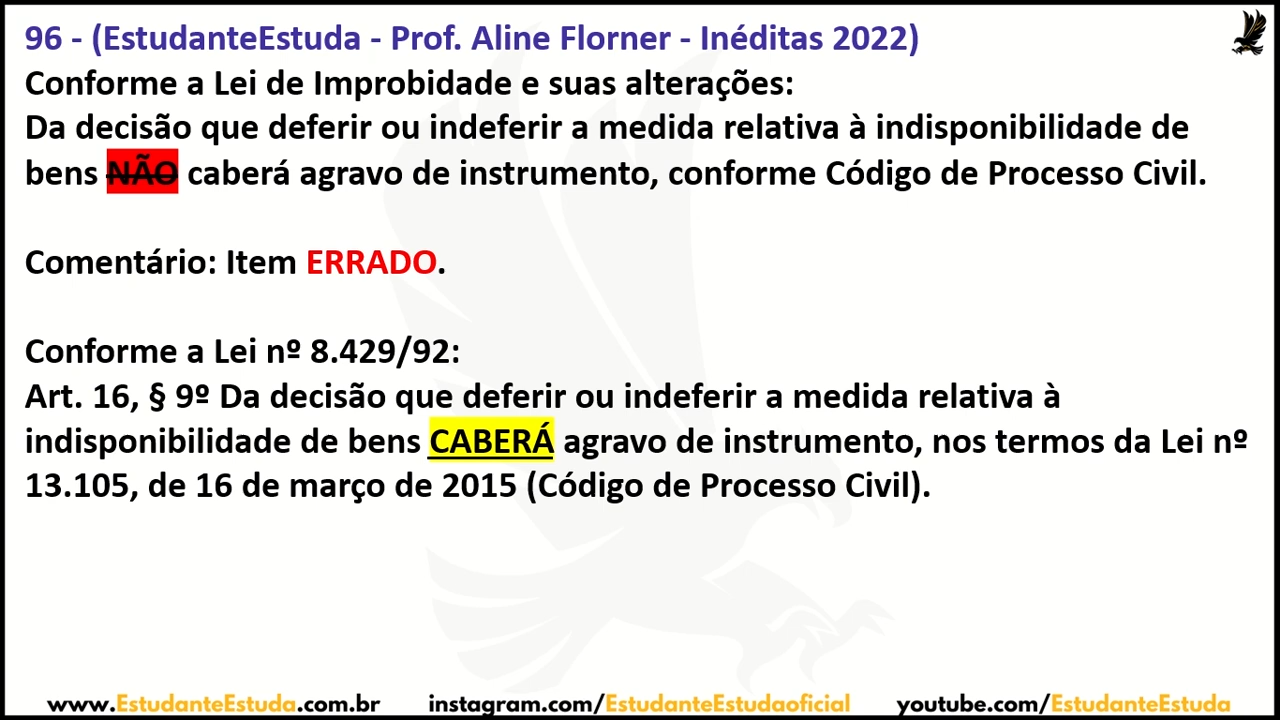 96 - (EstudanteEstuda - Prof. Aline Florner - Inéditas 2022)
Conforme a Lei de Improbidade e suas alterações:
Da decisão que deferir ou indeferir a medida relativa à indisponibilidade de
bens NÃO caberá agravo de instrumento, conforme Código de Processo Civil.
Comentário: Item ERRADO.
Conforme a Lei nº 8.429/92:
Art. 16, § 9º Da decisão que deferir ou indeferir a medida relativa à
indisponibilidade de bens CABERÁ agravo de instrumento, nos termos da Lei nº
13.105, de 16 de março de 2015 (Código de Processo Civil).
www.EstudanteEstuda.com.br instagram.com/EstudanteEstudaoficial youtube.com/EstudanteEstuda